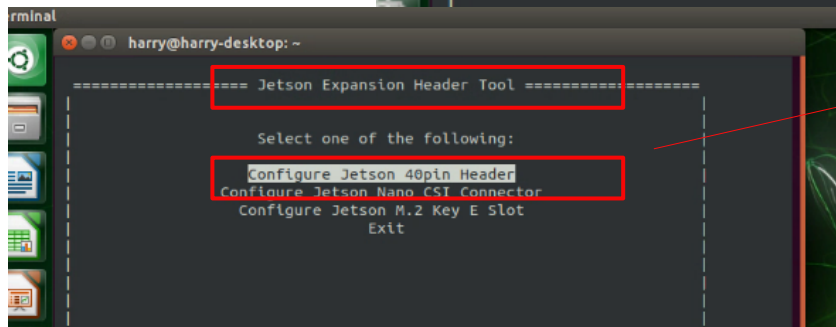 erminal
harry@harry-desktop: ~
=================== Jetson Expansion Header Tool ===================
Select one of the following:
Configure Jetson 40pin Header
Configure Jetson Nano CSI Connector
Configure Jetson M.2 Key E Slot
Exit